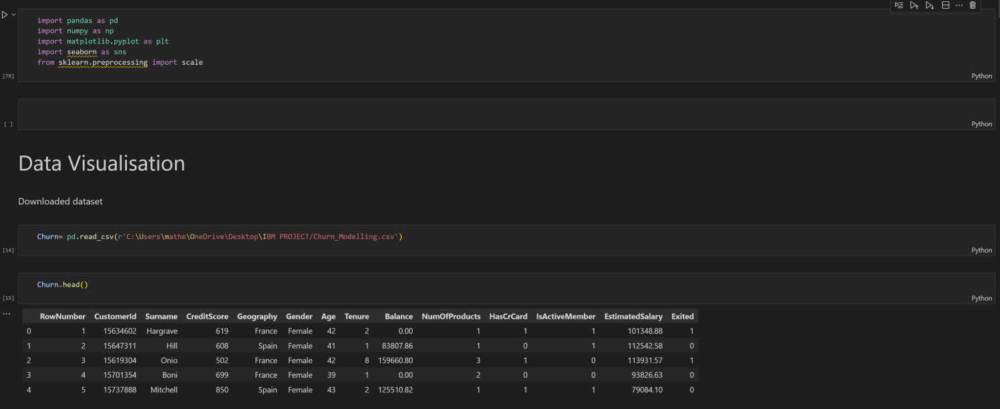 import pandas as pd
import numpy as np
import matplotlib.pyplot as plt
import seaborn as sns
from sklearn.preprocessing import scale
[78]
Python
[ ]
Python
Data Visualisation
Downloaded dataset
Churn= pd.read_csv(r'C:\Users\mathe\OneDrive\Desktop\IBM PROJECT/Churn_Modelling.csv')
[14]
Python
Churn.head()
[15]
Python
RowNumber CustomerId Surname CreditScore Geography Gender Age Tenure Balance NumOfProducts HasCrCard IsActiveMember EstimatedSalary Exited
0 1 15634602 Hargrave 619 France Female 42 2 0.00 1 1 1 101348.88 1
1 2 15647311 Hill 608 Spain Female 41 1 83807.86 1 0 1 112542.58 0
2 3 15619304 Onio 502 France Female 42 8 159660.80 3 1 0 113931.57 1
3 4 15701354 Boni 699 France Female 39 1 0.00 2 0 0 93826.63 0
4 5 15737888 Mitchell 850 Spain Female 43 2 125510.82 1 1 1 79084.10 0